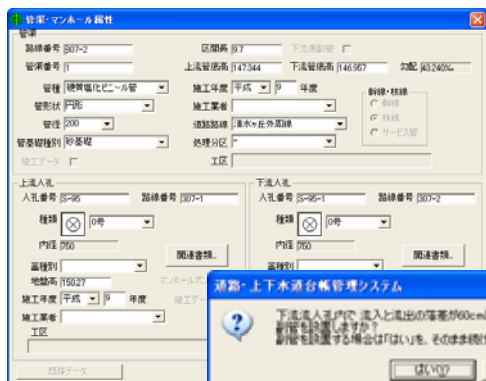 管渠・マンホール属性
管渠
路線番号 307-2
区間長 9.7
下流側副管
管渠番号 1
上流管底高 147.344
下流管底高 146.957
勾配 43.240‰
管種 硬質塩化ビニール管
施工年度 平成 9 年度
管形状 円形
施工業者
管径 200
道路路線 清水ヶ丘外周線
管基礎種別 砂基礎
処理分区 -
竣工データ
工区
幹線・枝線
幹線
枝線
サービス管
上流人孔
人孔番号 S-95
路線番号 307-1
種類 0号
内径 750
蓋種別
関連書類...
地盤高 150.27
施工年度 平成 9 年度
竣工データ
施工業者
工区
既存データ...
下流人孔
人孔番号 S-95-1
路線番号 307-2
種類 0号
内径 750
蓋種別
関連書類...
道路・上下水道台帳管理システム
下流流人孔内で 流入と流出の落差が60cm
副管を設置しますか?
副管を設置する場合は「はい」を、そのまま続
はい(Y)